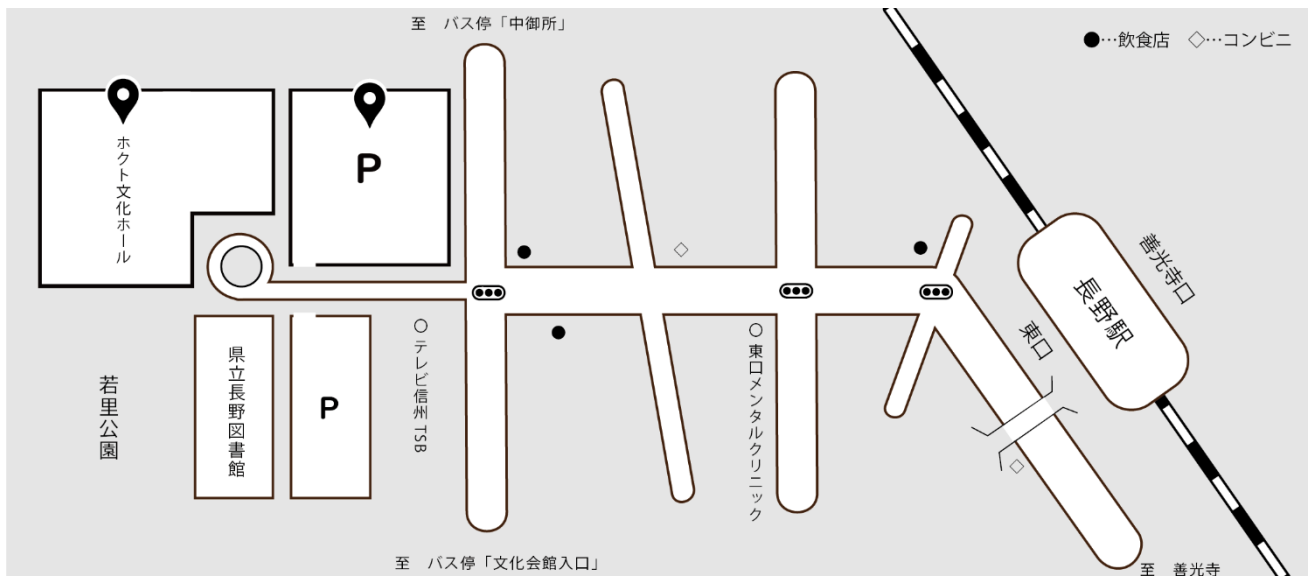 至 バス停「中御所」
●…飲食店 ◇…コンビニ
ホクト文化ホール
P
善光寺口
長野駅
東口
テレビ信州 TSB
東口メンタルクリニック
県立長野図書館
P
若里公園
至 バス停「文化会館入口」
至 善光寺